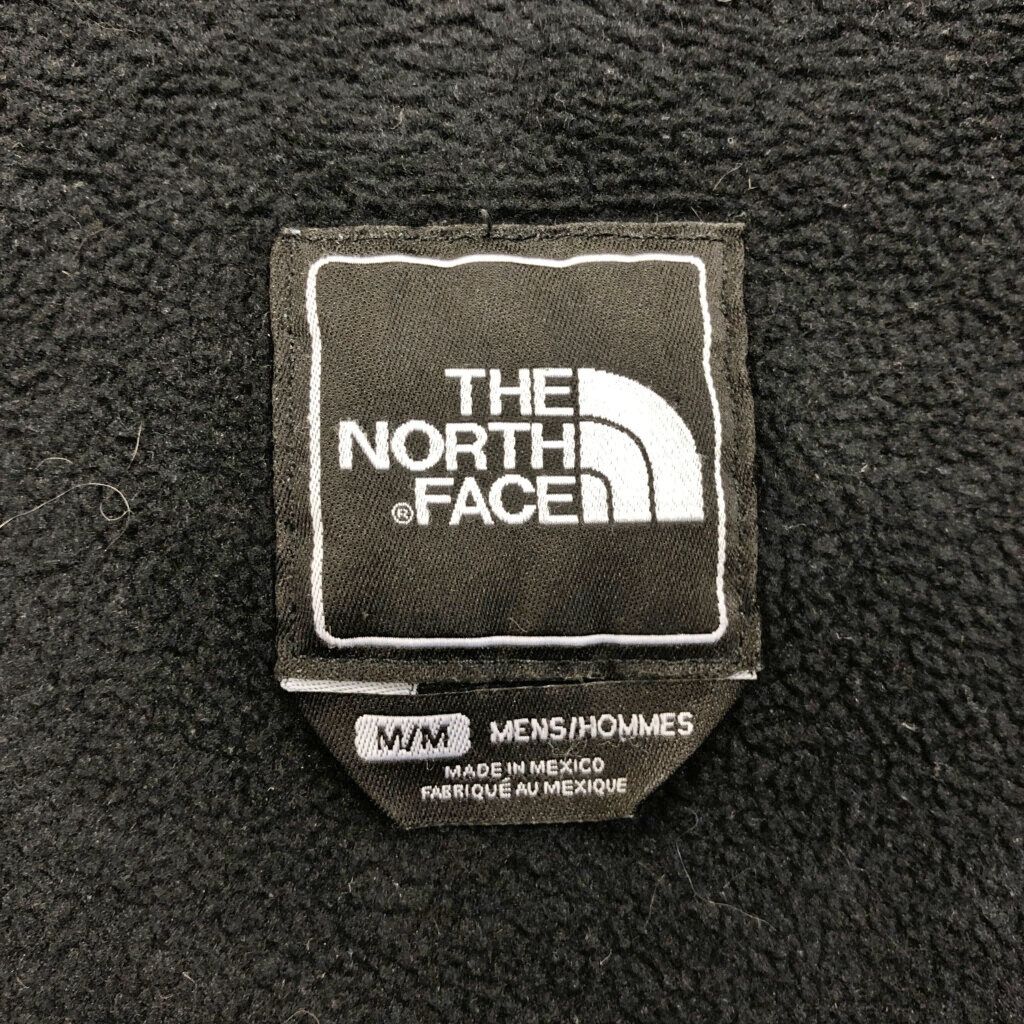 THE
NORTH
®FACE
M/M MENS/HOMMES
MADE IN MEXICO
FABRIQUÉ AU MEXIQUE